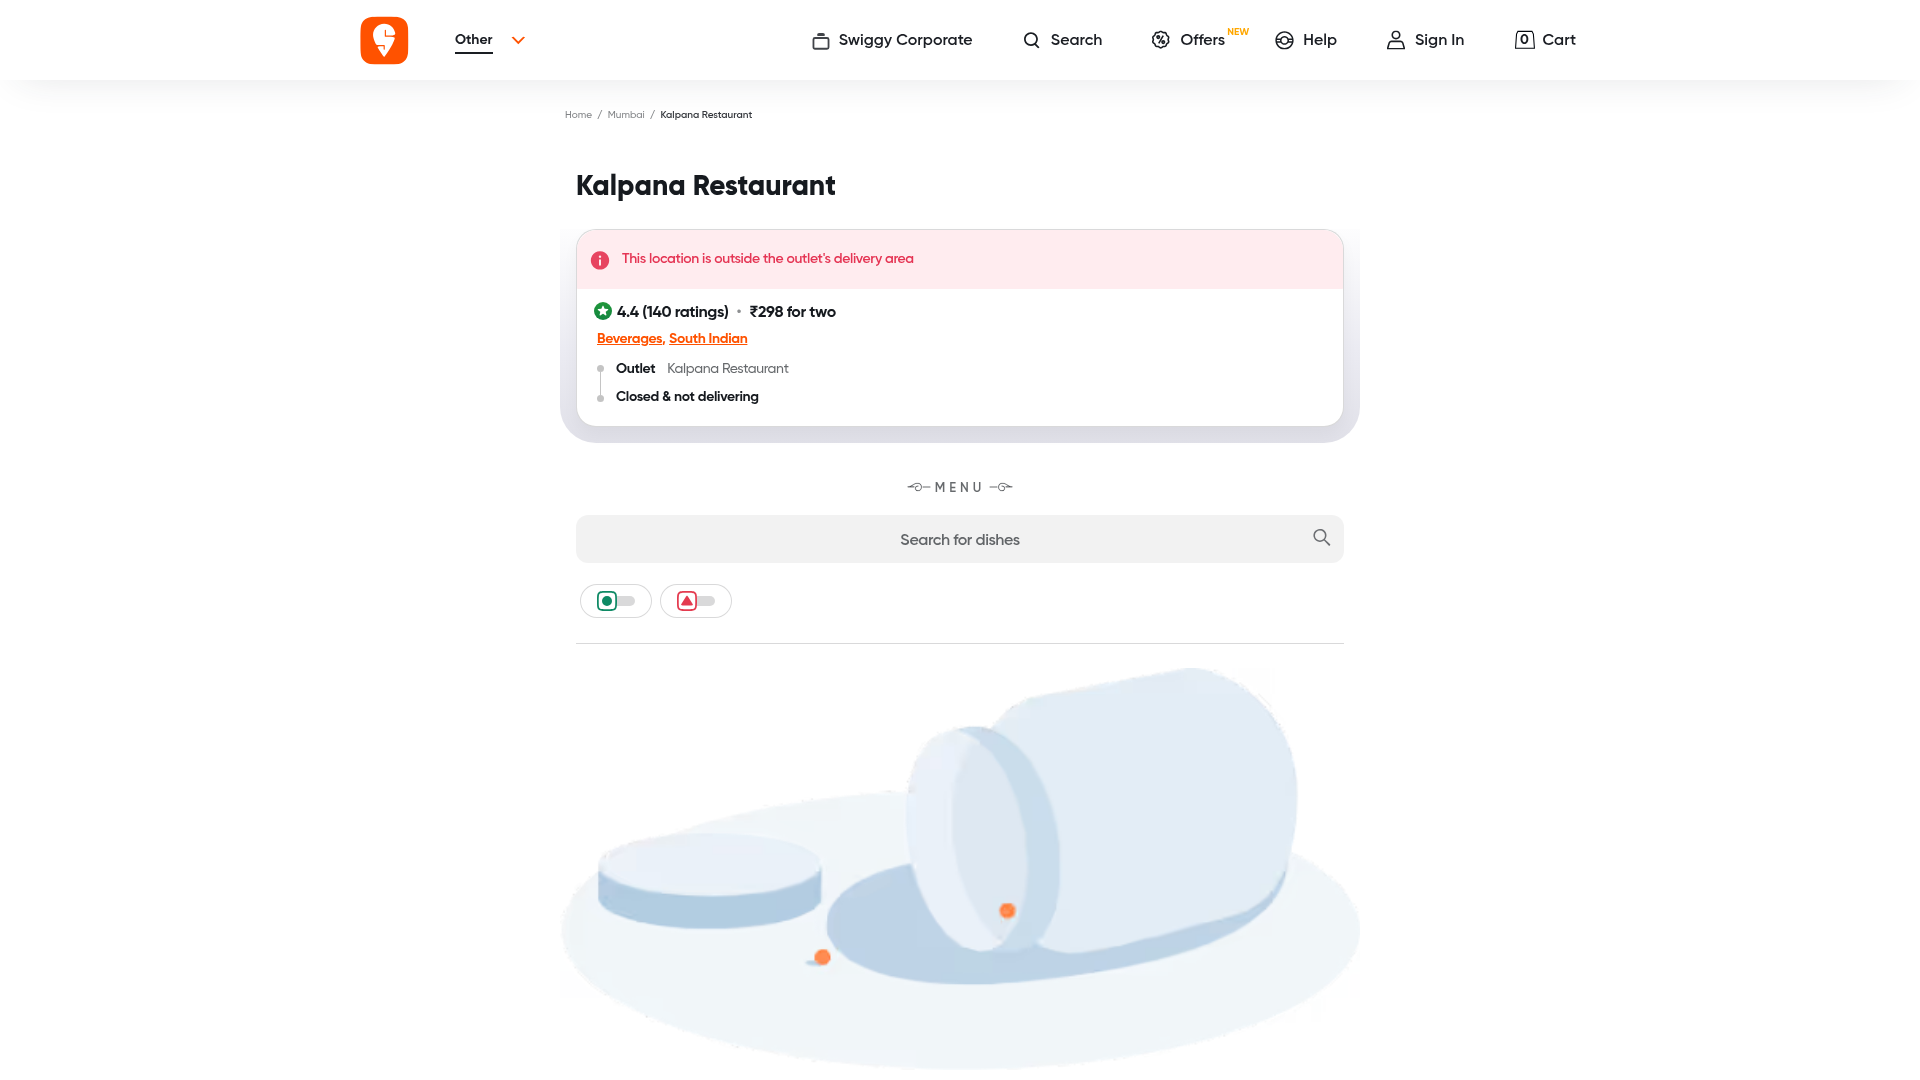 Other
Swiggy Corporate
Search
Offers NEW
Help
Sign In
0 Cart
Home / Mumbai / Kalpana Restaurant
Kalpana Restaurant
This location is outside the outlet's delivery area
4.4 (140 ratings) • ₹298 for two
Beverages, South Indian
Outlet Kalpana Restaurant
Closed & not delivering
MENU
Search for dishes